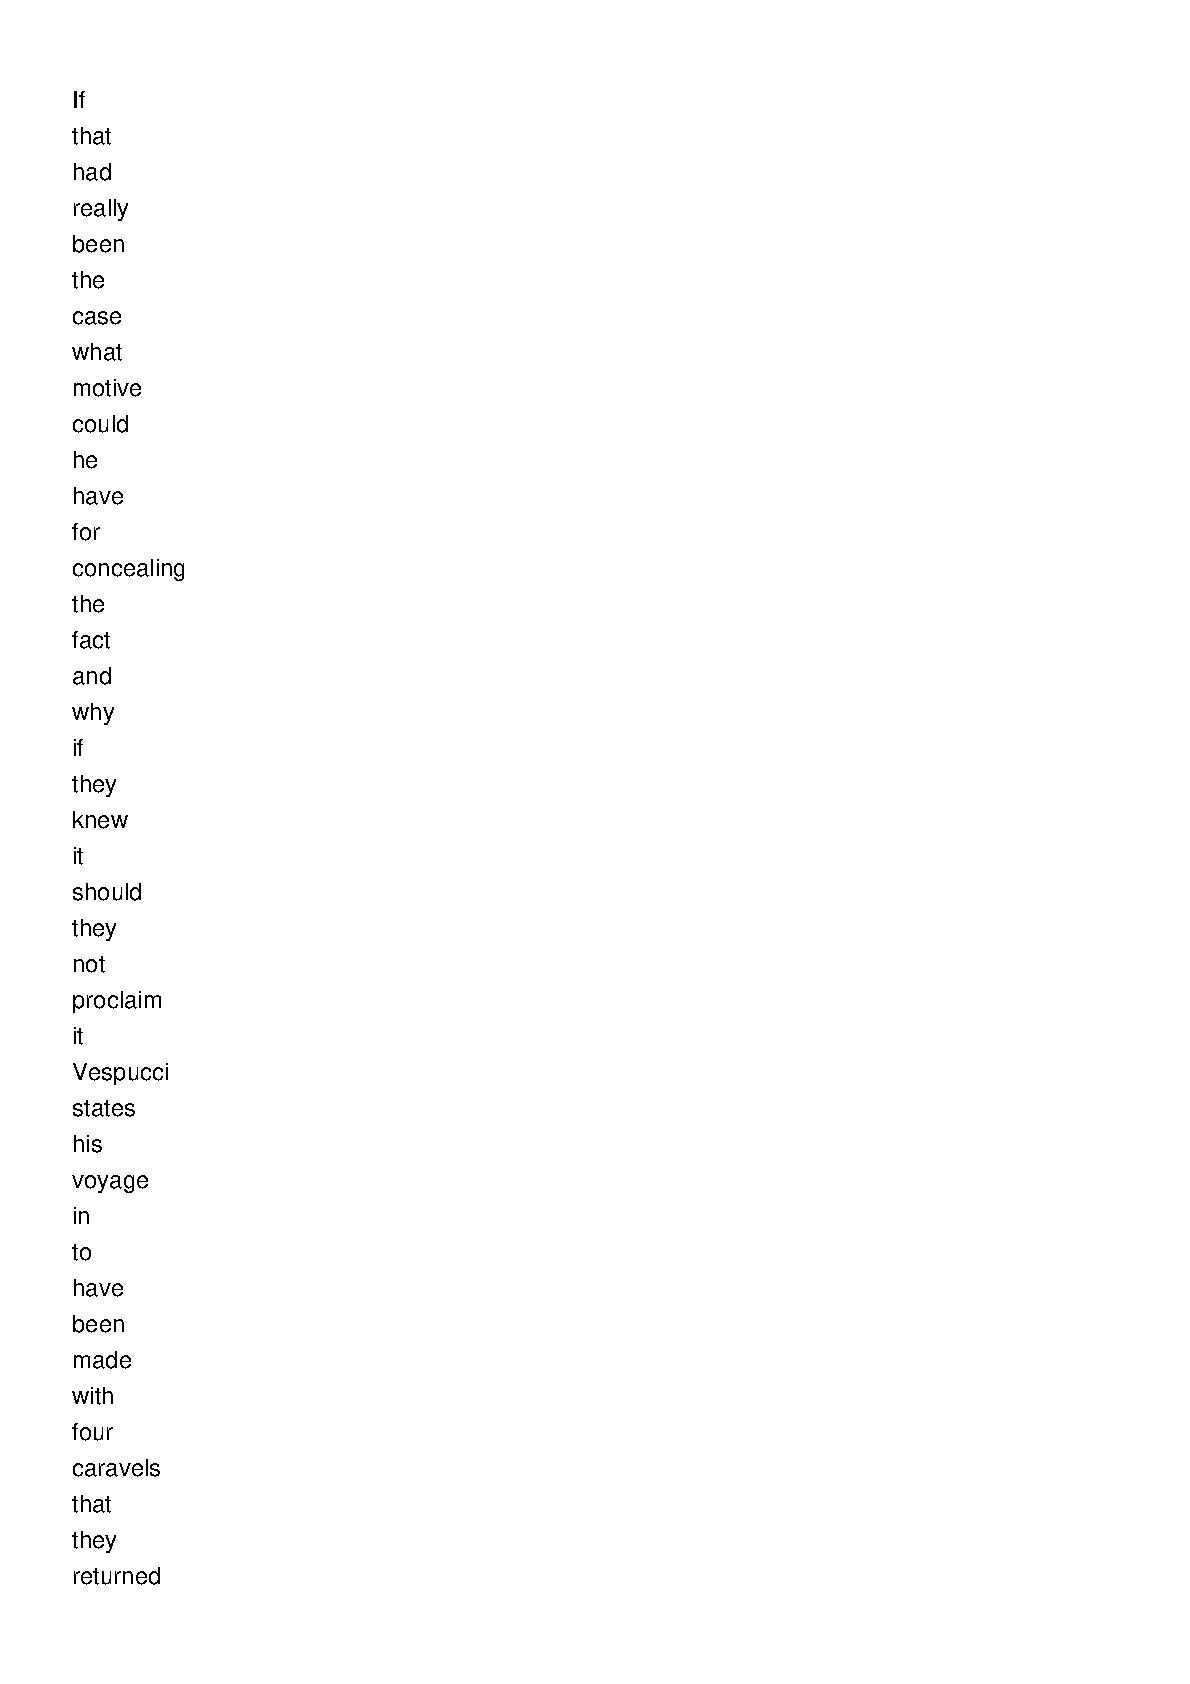 If
that
had
really
been
the
case
what
motive
could
he
have
for
concealing
the
fact
and
why
if
they
knew
it
should
they
not
proclaim
it
Vespucci
states
his
voyage
in
to
have
been
made
with
four
caravels
that
they
returned